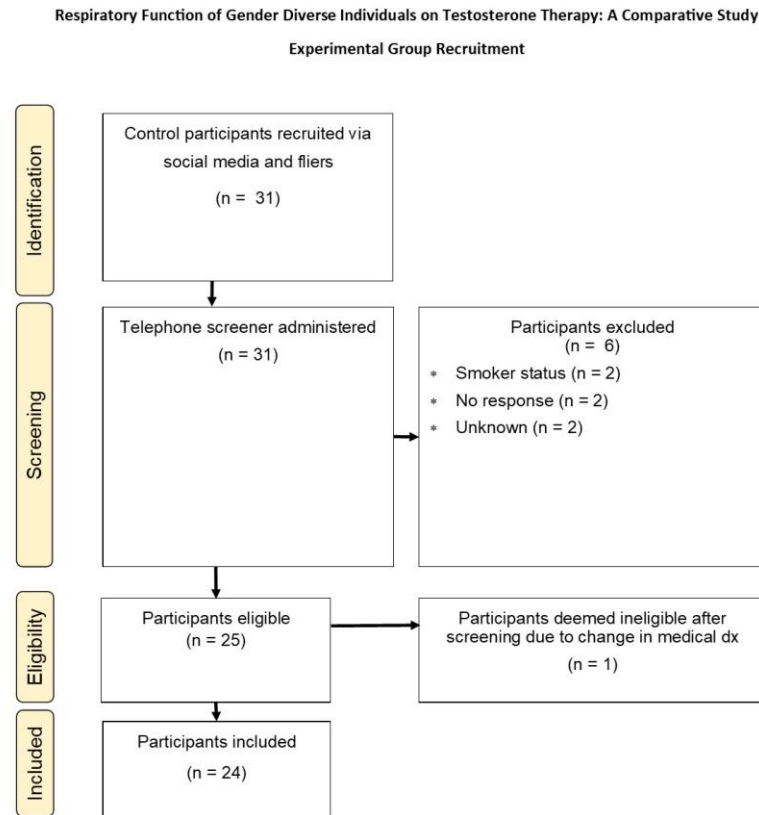 Respiratory Function of Gender Diverse Individuals on Testosterone Therapy: A Comparative Study
Experimental Group Recruitment
Identification
Control participants recruited via
social media and fliers
(n = 31)
Screening
Telephone screener administered
(n = 31)
Participants excluded
(n = 6)
* Smoker status (n = 2)
* No response (n = 2)
* Unknown (n = 2)
Eligibility
Participants eligible
(n = 25)
Participants deemed ineligible after
screening due to change in medical dx
(n = 1)
Included
Participants included
(n = 24)